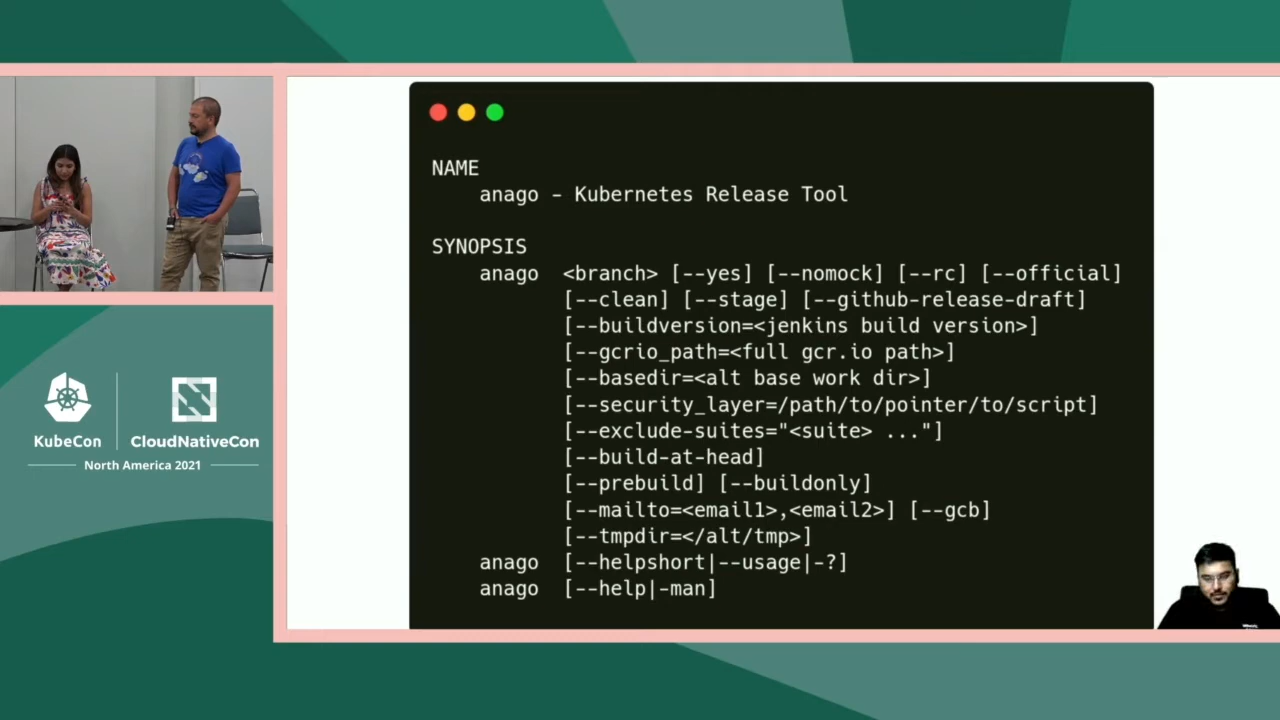 NAME
anago – Kubernetes Release Tool
SYNOPSIS
anago <branch> [--yes] [--nomock] [--rc] [--official]
[--clean] [--stage] [--github-release-draft]
[--buildversion=<jenkins build version>]
[--gcrio_path=<full gcr.io path>]
[--basedir=<alt base work dir>]
[--security_layer=/path/to/pointer/to/script]
[--exclude-suites="<suite> ..."]
[--build-at-head]
[--prebuild] [--buildonly]
[--mailto=<email1>,<email2>] [--gcb]
[--tmpdir=</alt/tmp>]
anago [--helpshort|--usage|-?]
anago [--help|-man]
KubeCon
CloudNativeCon
North America 2021